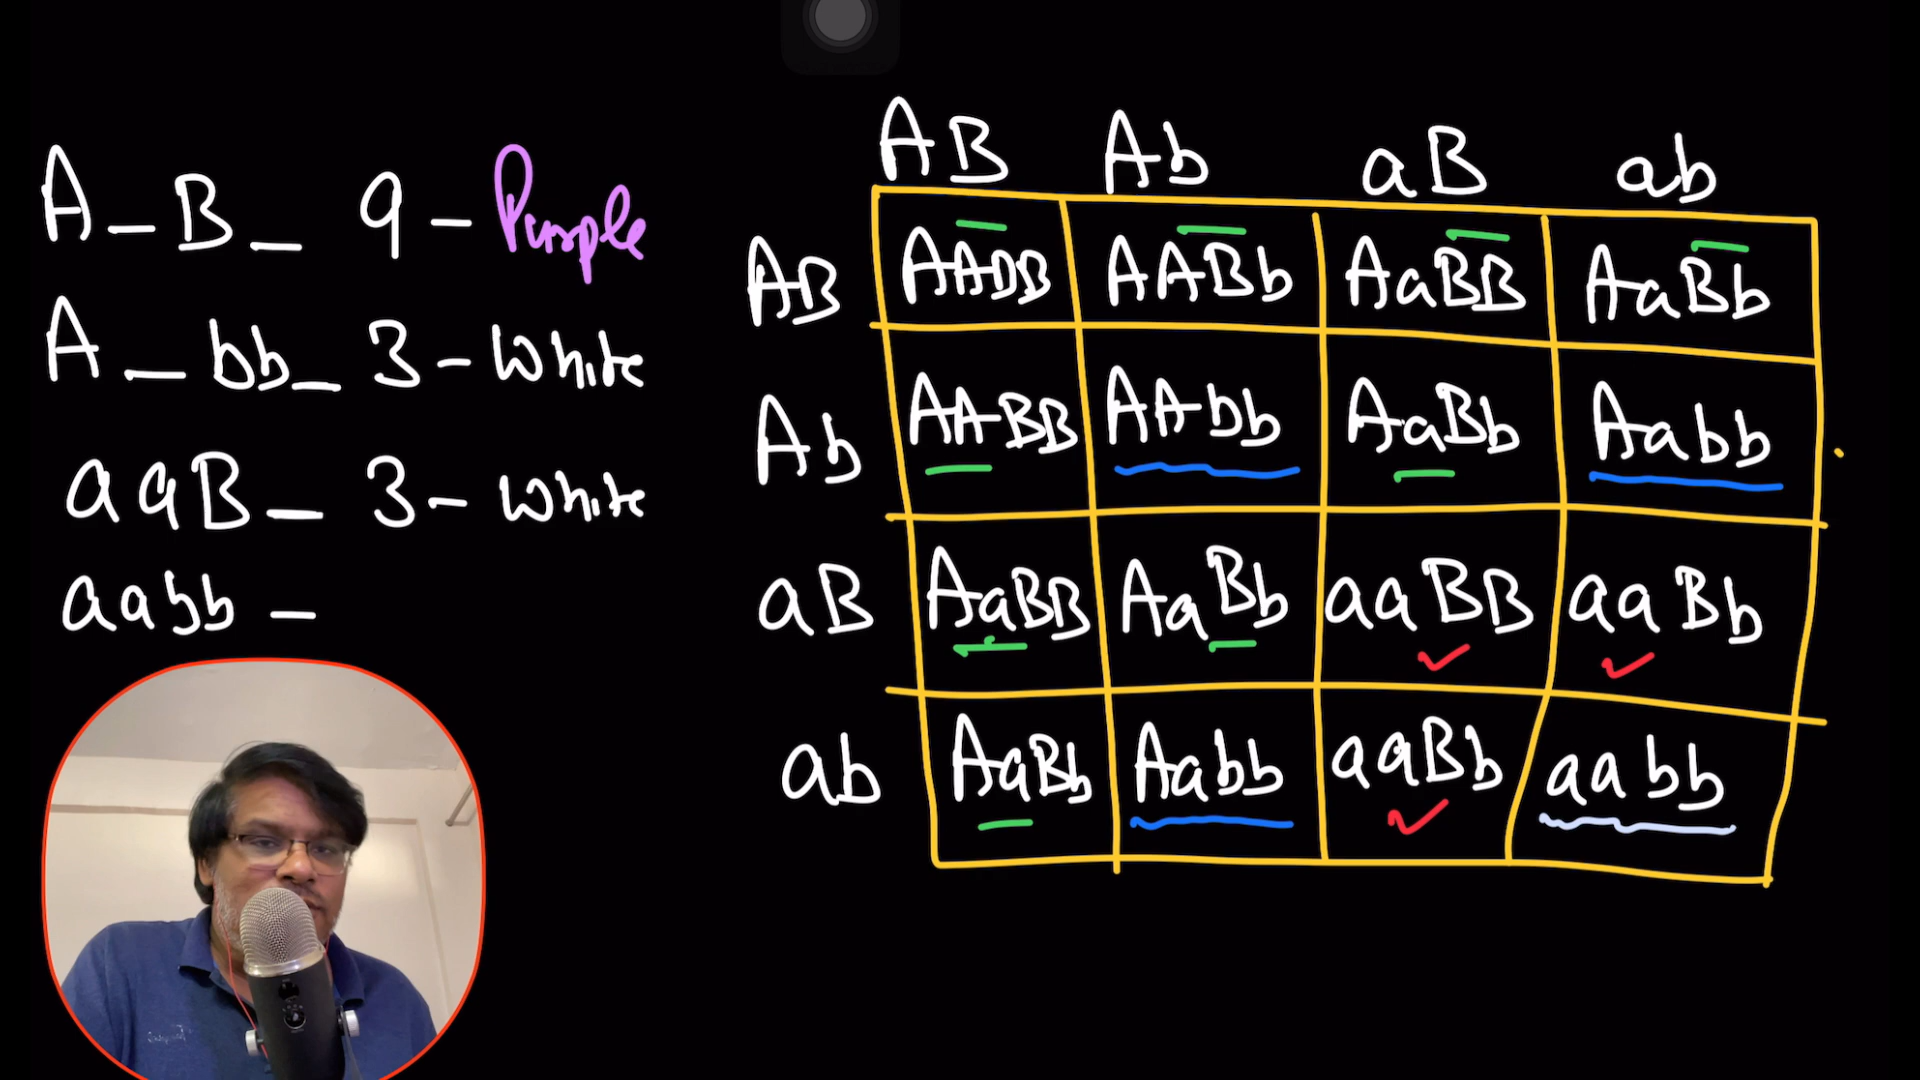 A_B_ 9 - Purple
A_bb_ 3 - White
aaB_ 3 - White
aabb -
AB Ab aB ab
AB AABB AABb AaBB AaBb
Ab AABB AAbb AaBb Aabb
aB AaBB AaBb aaBB aaBb
ab AaBb Aabb aaBb aabb